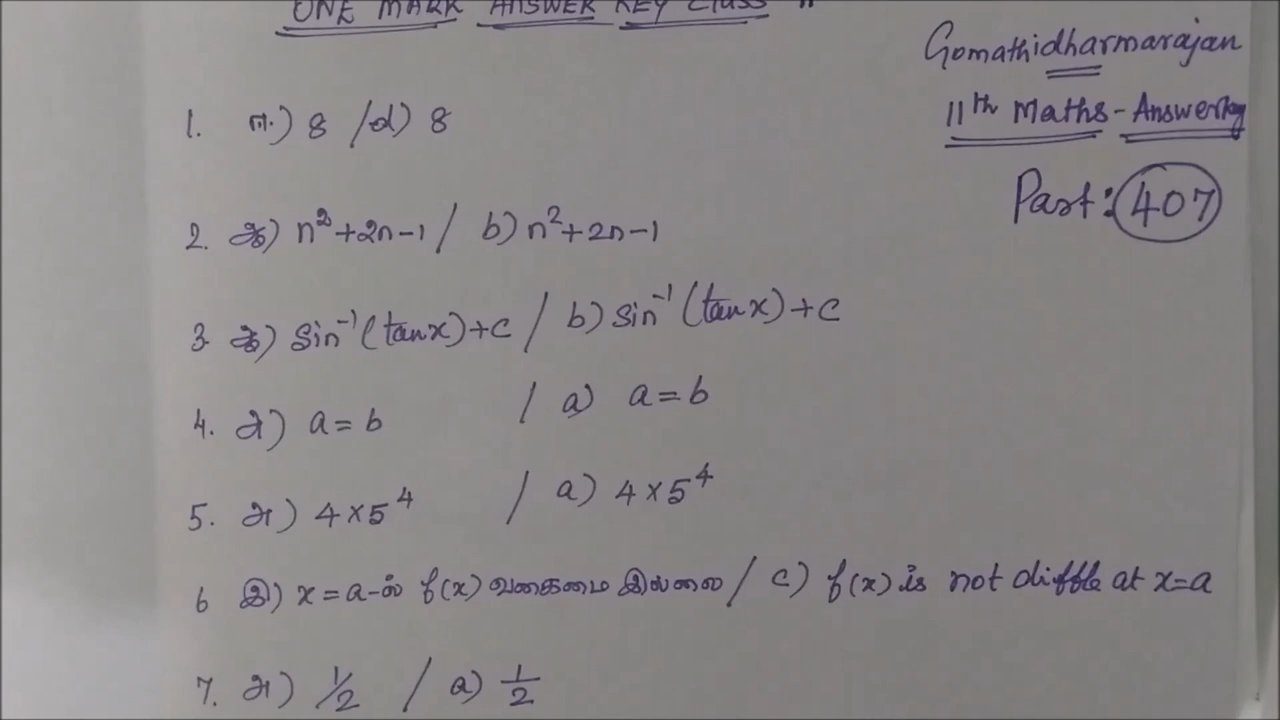 ONE MARK ANSWER KEY CLASS 11
Gomathidharmarajan
11th Maths - Answerkey
Part: 407
1. ஈ) 8 / d) 8
2. ஆ) n²+2n-1 / b) n²+2n-1
3. ஆ) Sin⁻¹(tanx)+c / b) Sin⁻¹(tanx)+c
4. அ) a=b / a) a=b
5. அ) 4×5⁴ / a) 4×5⁴
6 இ) x=a-ல் f(x) வகைமை இல்லை / c) f(x) is not diffble at x=a
7. அ) 1/2 / a) 1/2